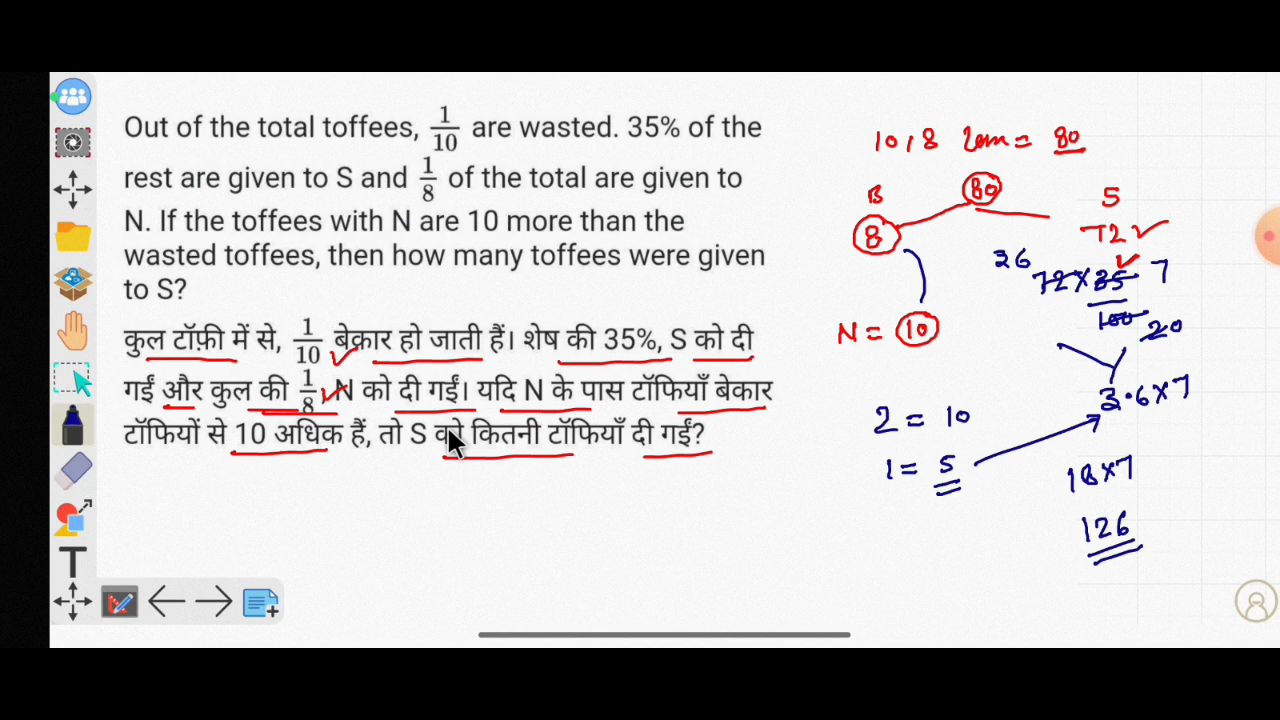 Out of the total toffees, 1/10 are wasted. 35% of the
rest are given to S and 1/8 of the total are given to
N. If the toffees with N are 10 more than the
wasted toffees, then how many toffees were given
to S?
कुल टॉफ़ी में से, 1/10 बेकार हो जाती हैं। शेष की 35%, S को दी
गईं और कुल की 1/8 N को दी गईं। यदि N के पास टॉफियाँ बेकार
टॉफियों से 10 अधिक हैं, तो S को कितनी टॉफियाँ दी गईं?
10, 8 Lcm = 80
B 80 S
8 72
36 72 × 35 7
100
20
N = 10
3.6 × 7
2 = 10
1 = 5
18 × 7
126
T